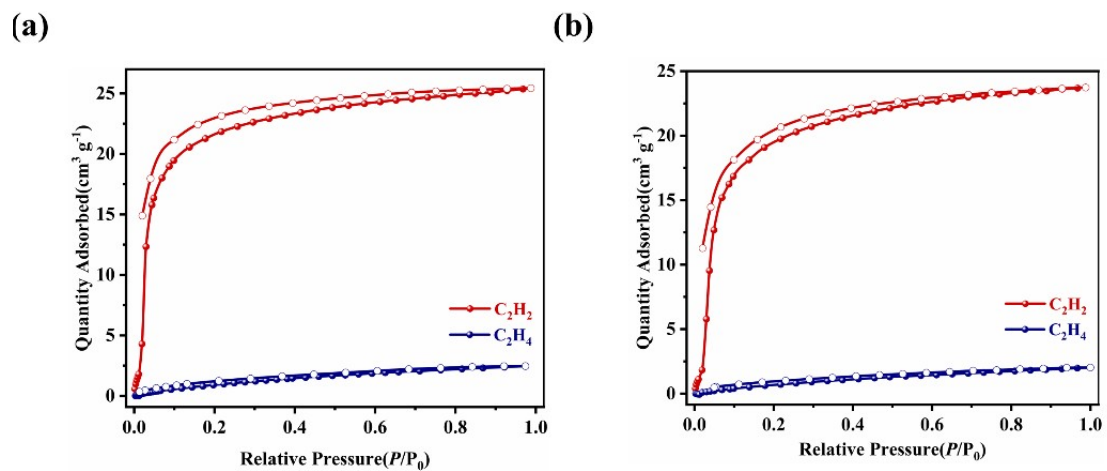 (a)
Quantity Adsorbed(cm³ g⁻¹)
25
20
15
10
5
0
C₂H₂
C₂H₄
0.0 0.2 0.4 0.6 0.8 1.0
Relative Pressure(P/P₀)
(b)
Quantity Adsorbed(cm³ g⁻¹)
25
20
15
10
5
0
C₂H₂
C₂H₄
0.0 0.2 0.4 0.6 0.8 1.0
Relative Pressure(P/P₀)